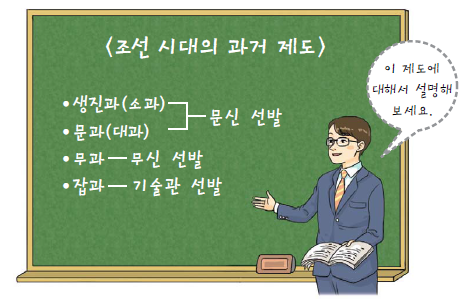 〈조선 시대의 과거 제도〉
• 생진과(소과)
• 문과(대과)
문신 선발
• 무과 — 무신 선발
• 잡과 — 기술관 선발
이 제도에
대해서 설명해
보세요.